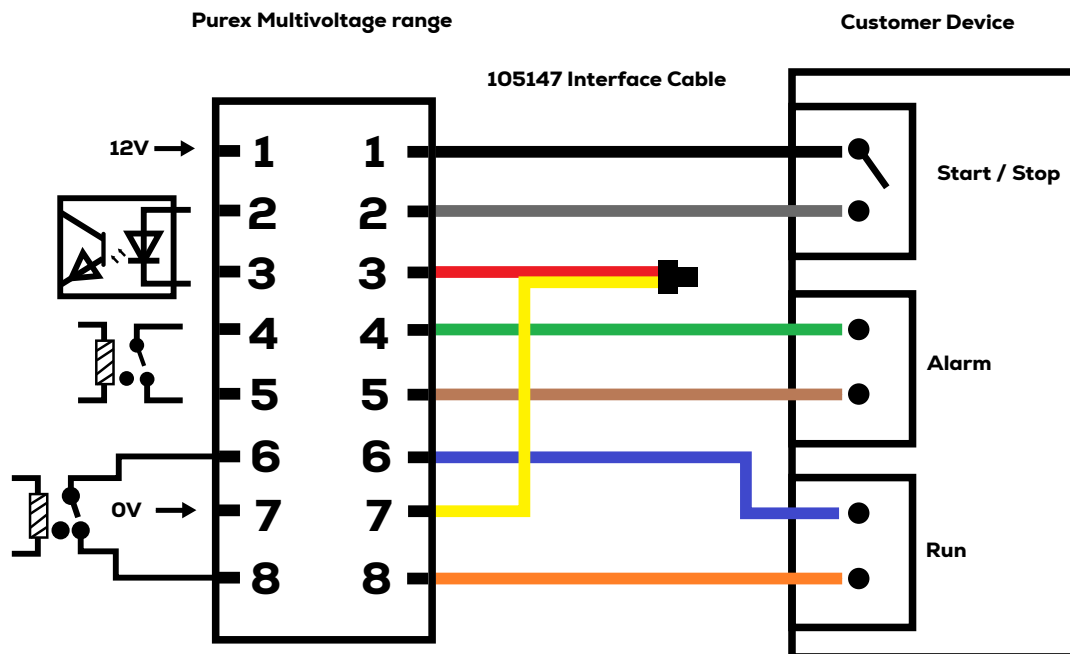 Purex Multivoltage range
Customer Device
105147 Interface Cable
12V
1 1
Start / Stop
2 2
3 3
4 4
Alarm
5 5
6 6
0V
7 7
Run
8 8